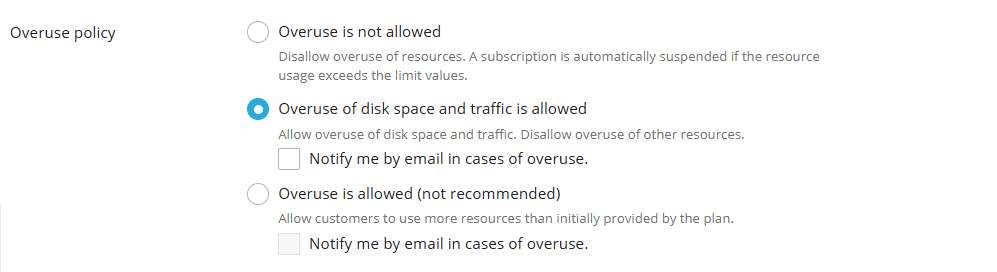 Overuse policy
Overuse is not allowed
Disallow overuse of resources. A subscription is automatically suspended if the resource
usage exceeds the limit values.
Overuse of disk space and traffic is allowed
Allow overuse of disk space and traffic. Disallow overuse of other resources.
Notify me by email in cases of overuse.
Overuse is allowed (not recommended)
Allow customers to use more resources than initially provided by the plan.
Notify me by email in cases of overuse.